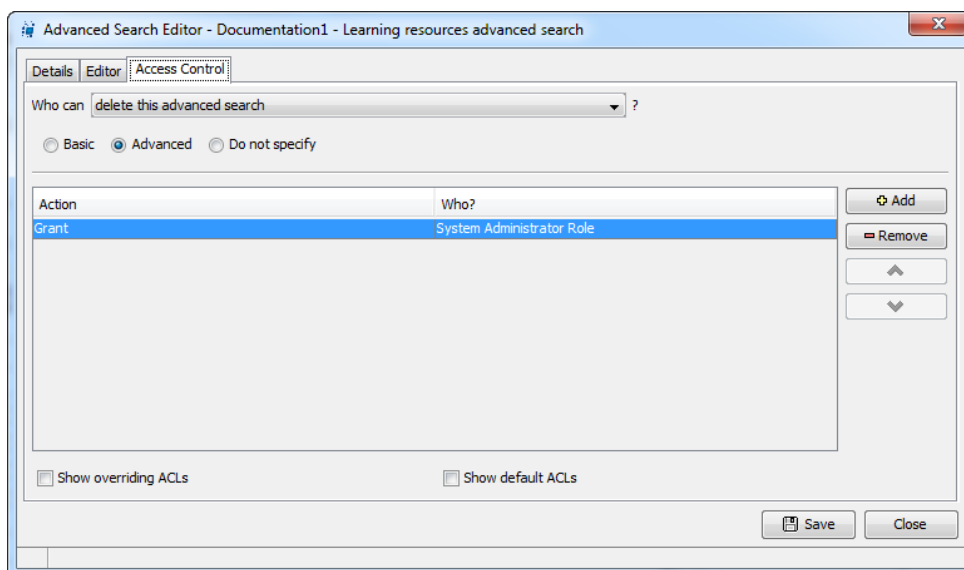 Advanced Search Editor - Documentation1 - Learning resources advanced search
Details Editor Access Control
Who can delete this advanced search ?
Basic Advanced Do not specify
Action Who? Add
Grant System Administrator Role
Remove
Show overriding ACLs Show default ACLs
Save Close